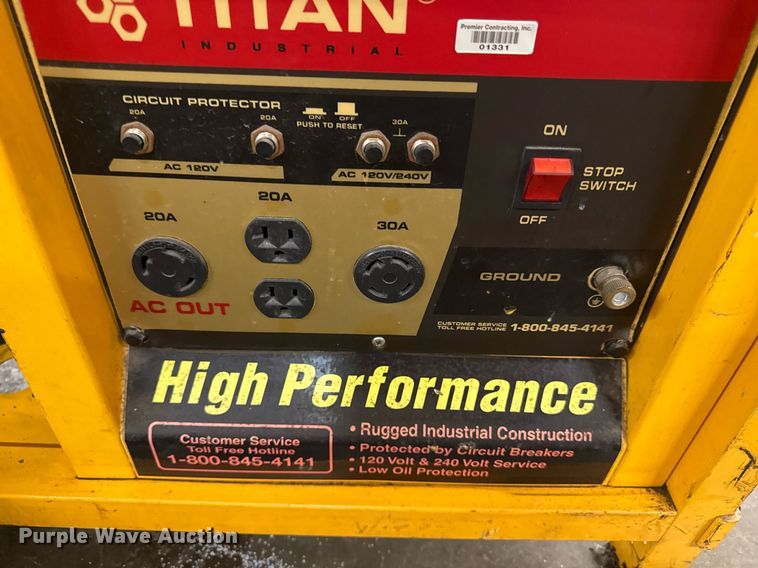 TITAN
INDUSTRIAL
Premier Contracting, Inc.
01331
CIRCUIT PROTECTOR
20A
20A
ON OFF
PUSH TO RESET
30A
AC 120V
AC 120V/240V
ON
STOP
SWITCH
OFF
20A
20A
30A
AC OUT
GROUND
CUSTOMER SERVICE
TOLL FREE HOTLINE 1-800-845-4141
High Performance
Customer Service
Toll Free Hotline
1-800-845-4141
• Rugged Industrial Construction
• Protected by Circuit Breakers
• 120 Volt & 240 Volt Service
• Low Oil Protection
Purple Wave Auction